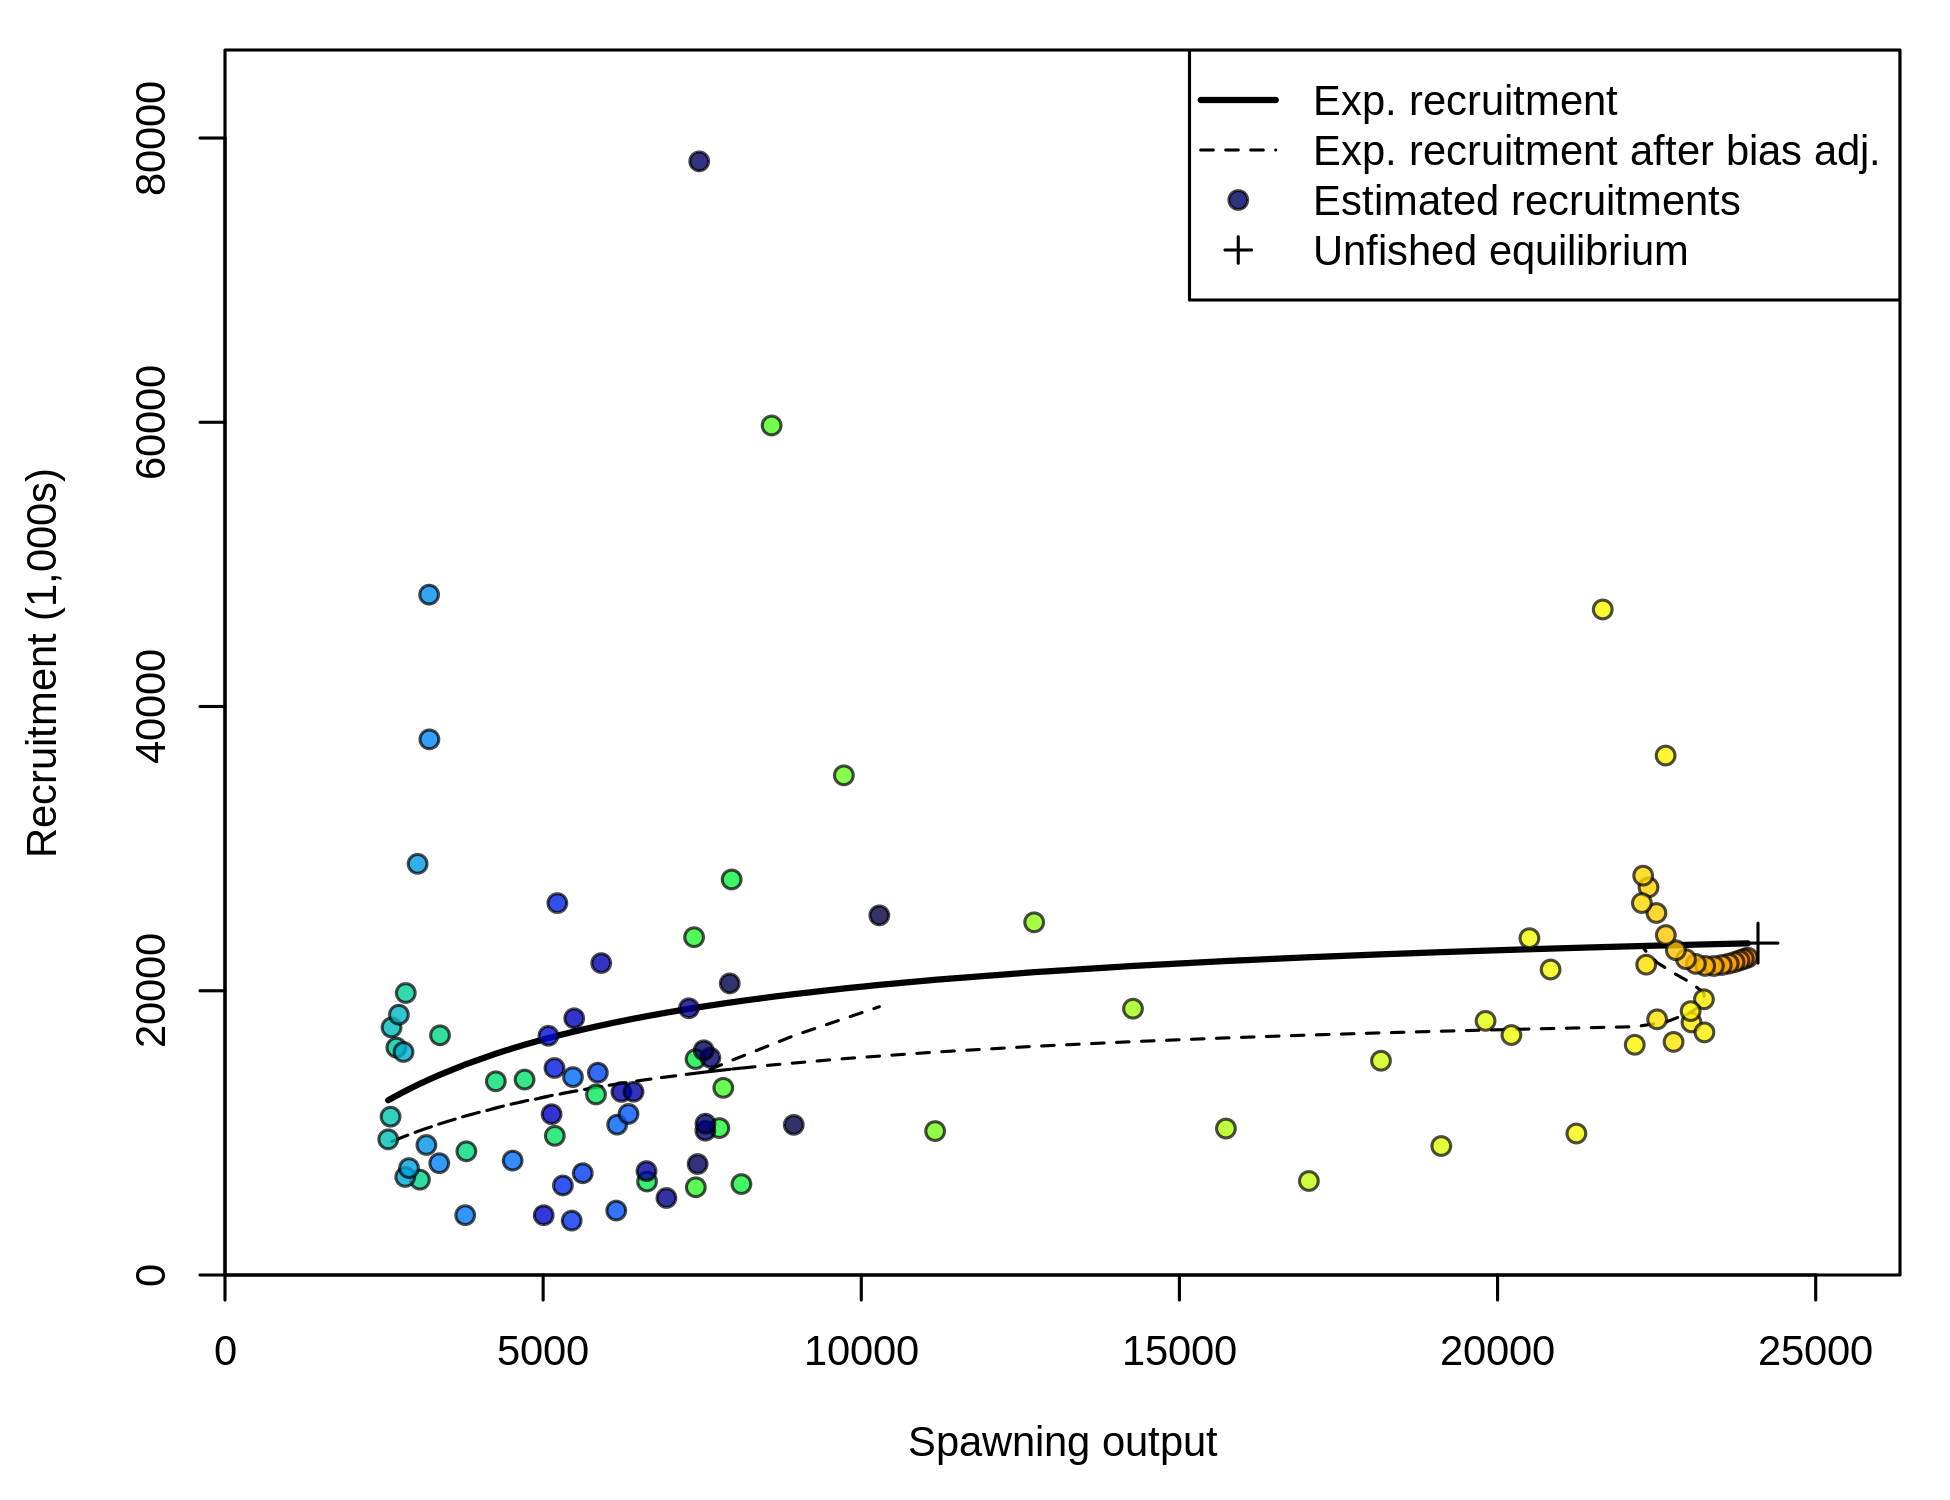 Exp. recruitment
Exp. recruitment after bias adj.
Estimated recruitments
Unfished equilibrium
Recruitment (1,000s)
80000
60000
40000
20000
0
0 5000 10000 15000 20000 25000
Spawning output